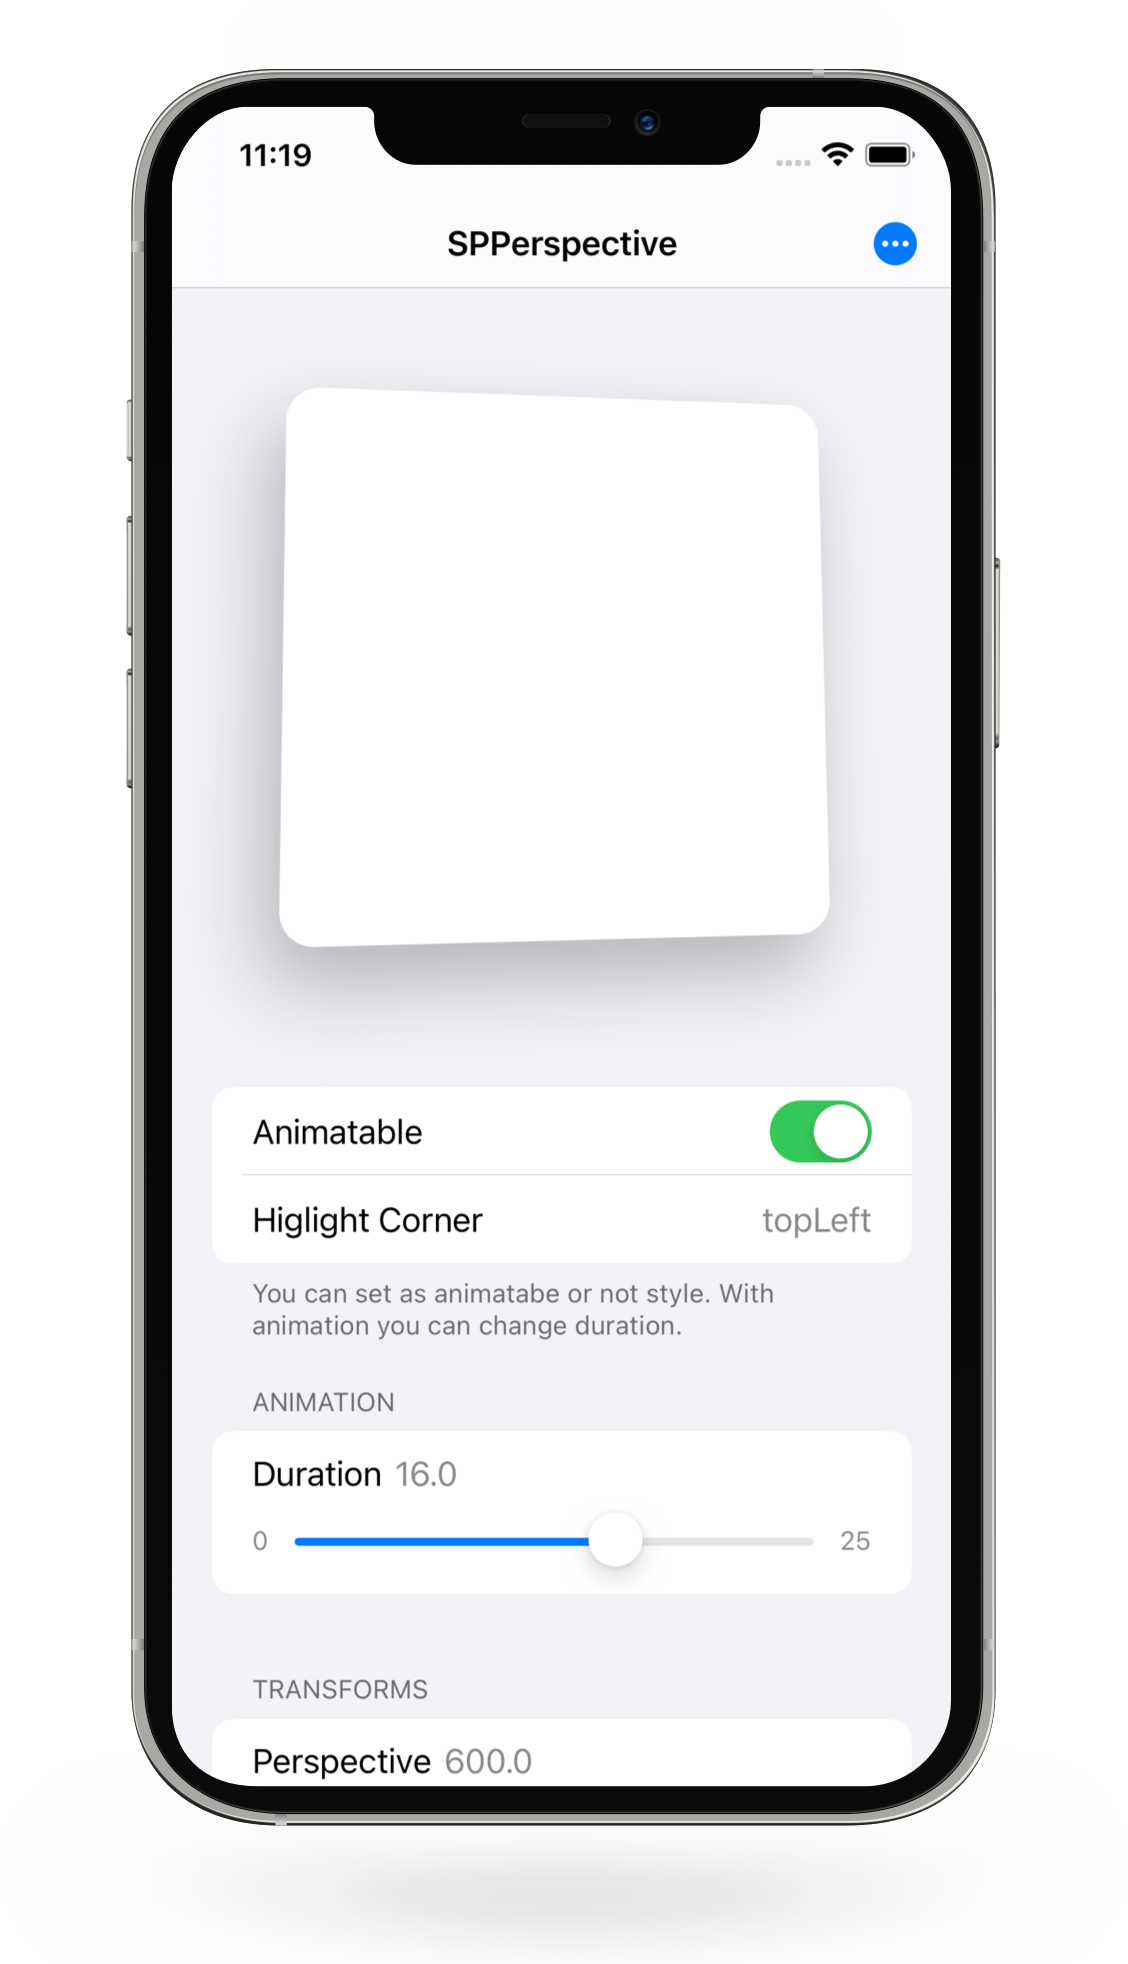 11:19
SPPerspective
Animatable
Higlight Corner topLeft
You can set as animatabe or not style. With
animation you can change duration.
ANIMATION
Duration 16.0
0 25
TRANSFORMS
Perspective 600.0